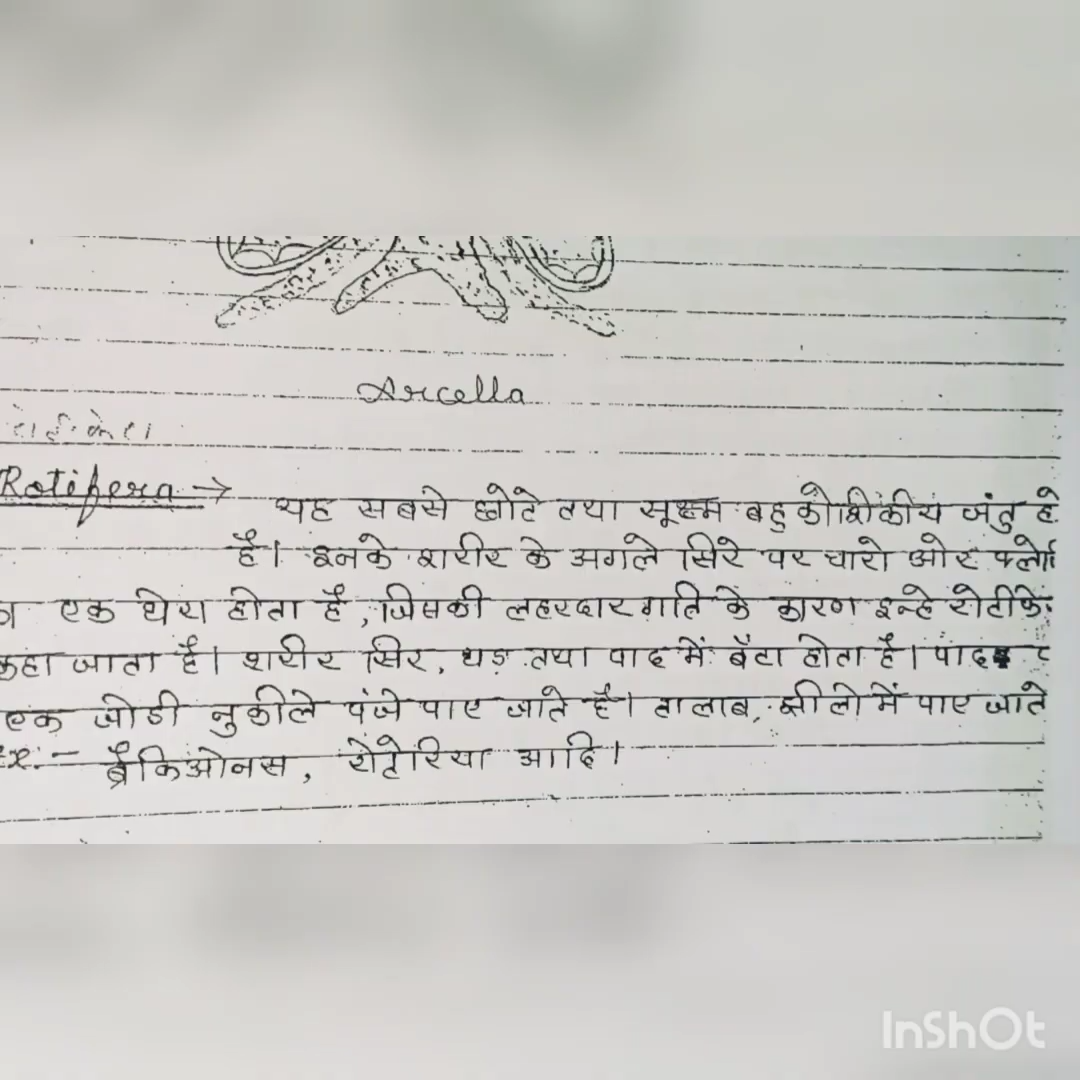 Arcella
Rotifera → यह सबसे छोटे तथा सूक्ष्म बहुकोशिकीय जंतु
है। इनके शरीर के अगले सिरे पर चारो ओर
एक घेरा होता है, जिसकी लहरदार गति के कारण इन्हे
कहा जाता है। शरीर सिर, धड़ तथा पाद में बँटा होता है। पाद
एक जोडी नुकीले पंजे पाए जाते है। तालाब, झीलो में पाए जाते
Ex:- ब्रैकिओनस, रोटेरिया आदि।
InShOt